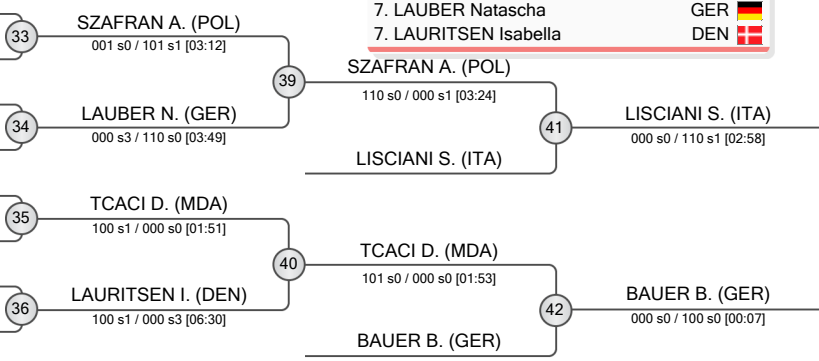 7. LAUBER Natascha GER
7. LAURITSEN Isabella DEN
33
SZAFRAN A. (POL)
001 s0 / 101 s1 [03:12]
34
LAUBER N. (GER)
000 s3 / 110 s0 [03:49]
39
SZAFRAN A. (POL)
110 s0 / 000 s1 [03:24]
LISCIANI S. (ITA)
41
LISCIANI S. (ITA)
000 s0 / 110 s1 [02:58]
35
TCACI D. (MDA)
100 s1 / 000 s0 [01:51]
36
LAURITSEN I. (DEN)
100 s1 / 000 s3 [06:30]
40
TCACI D. (MDA)
101 s0 / 000 s0 [01:53]
BAUER B. (GER)
42
BAUER B. (GER)
000 s0 / 100 s0 [00:07]